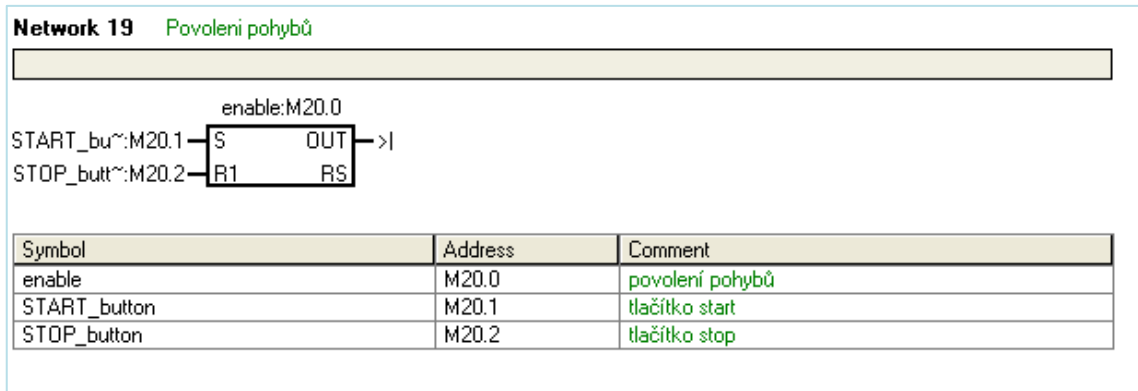 Network 19 Povoleni pohybů
enable:M20.0
START_bu~:M20.1 S OUT >|
STOP_butt~:M20.2 R1 RS
Symbol Address Comment
enable M20.0 povolení pohybů
START_button M20.1 tlačítko start
STOP_button M20.2 tlačítko stop